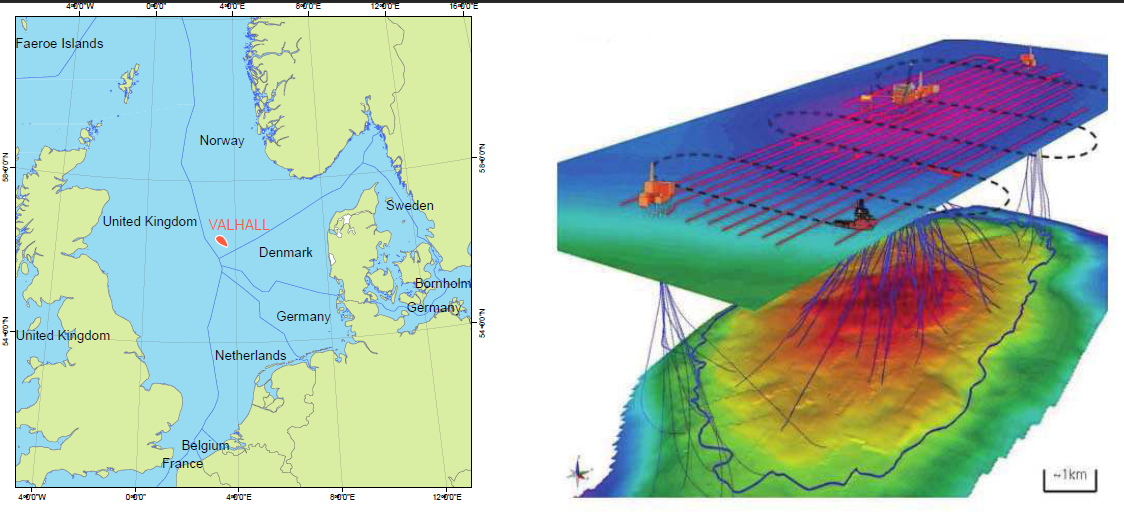 4°0'0"W 0°0'0" 4°0'0"E 8°0'0"E 12°0'0"E 16°0'0"E
Faeroe Islands
Norway
58°0'0"N
58°0'0"N
Sweden
United Kingdom
VALHALL
Denmark
Bornholm
Germany
Germany
54°0'0"N
54°0'0"N
United Kingdom
Netherlands
Belgium
France
4°0'0"W 0°0'0" 4°0'0"E 8°0'0"E 12°0'0"E
~1km